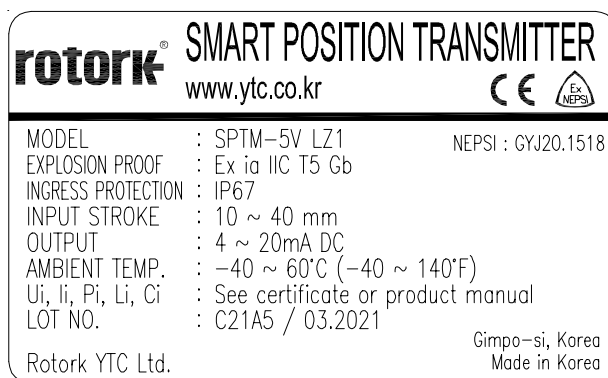 rotork® SMART POSITION TRANSMITTER
www.ytc.co.kr
CE Ex NEPSI
MODEL : SPTM-5V LZ1
NEPSI : GYJ20.1518
EXPLOSION PROOF : Ex ia IIC T5 Gb
INGRESS PROTECTION : IP67
INPUT STROKE : 10 ~ 40 mm
OUTPUT : 4 ~ 20mA DC
AMBIENT TEMP. : -40 ~ 60°C (-40 ~ 140°F)
Ui, Ii, Pi, Li, Ci : See certificate or product manual
LOT NO. : C21A5 / 03.2021
Gimpo-si, Korea
Rotork YTC Ltd.
Made in Korea